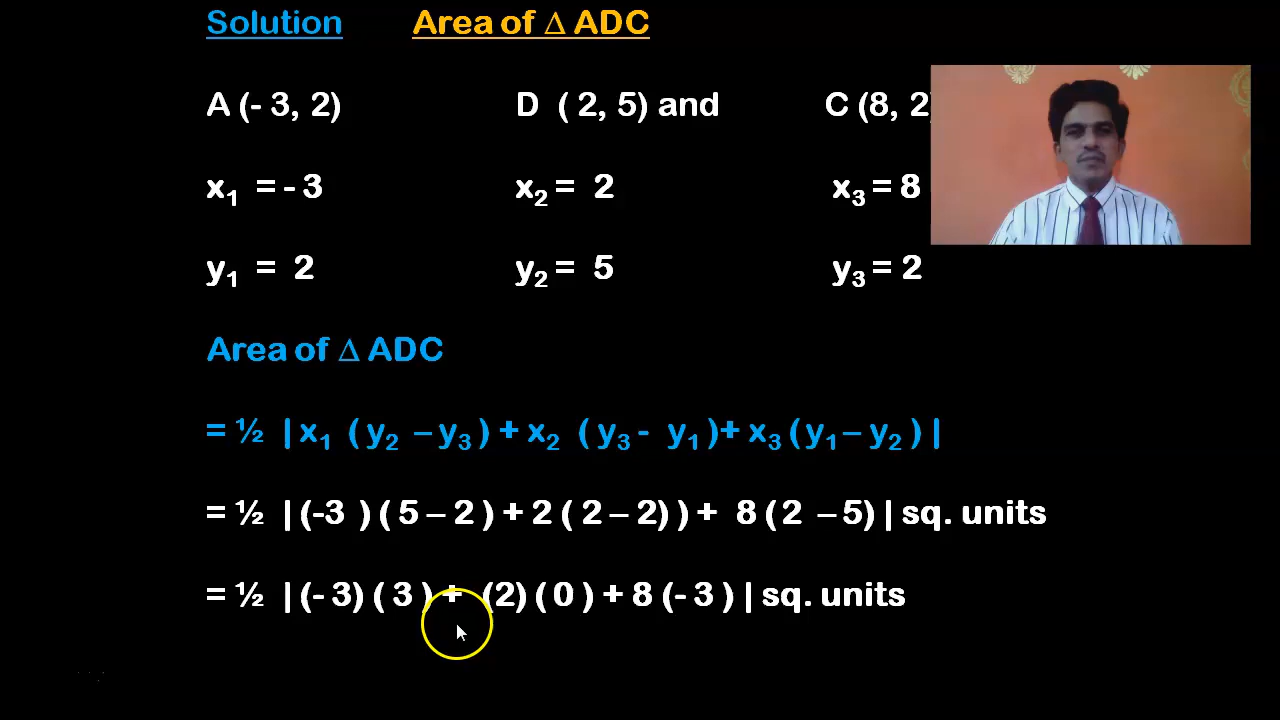 Solution Area of ∆ ADC
A (- 3, 2) D ( 2, 5) and C (8, 2)
x₁ = - 3 x₂ = 2 x₃ = 8
y₁ = 2 y₂ = 5 y₃ = 2
Area of ∆ ADC
= ½ | x₁ ( y₂ – y₃ ) + x₂ ( y₃ - y₁ )+ x₃ ( y₁ – y₂ ) |
= ½ | (-3 ) ( 5 – 2 ) + 2 ( 2 – 2) ) + 8 ( 2 – 5) | sq. units
= ½ | (- 3) ( 3 ) + (2) ( 0 ) + 8 (- 3 ) | sq. units